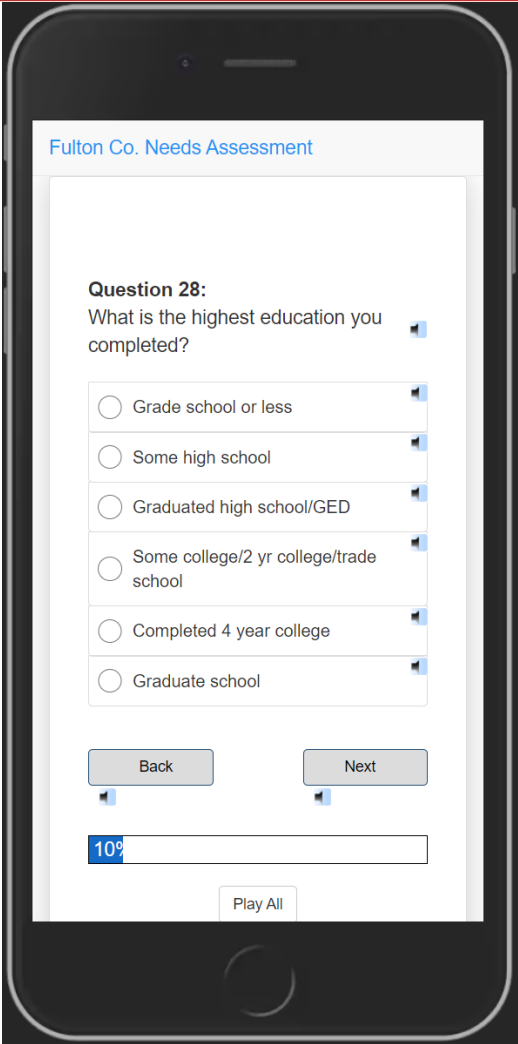 Fulton Co. Needs Assessment
Question 28:
What is the highest education you
completed?
Grade school or less
Some high school
Graduated high school/GED
Some college/2 yr college/trade
school
Completed 4 year college
Graduate school
Back
Next
10%
Play All